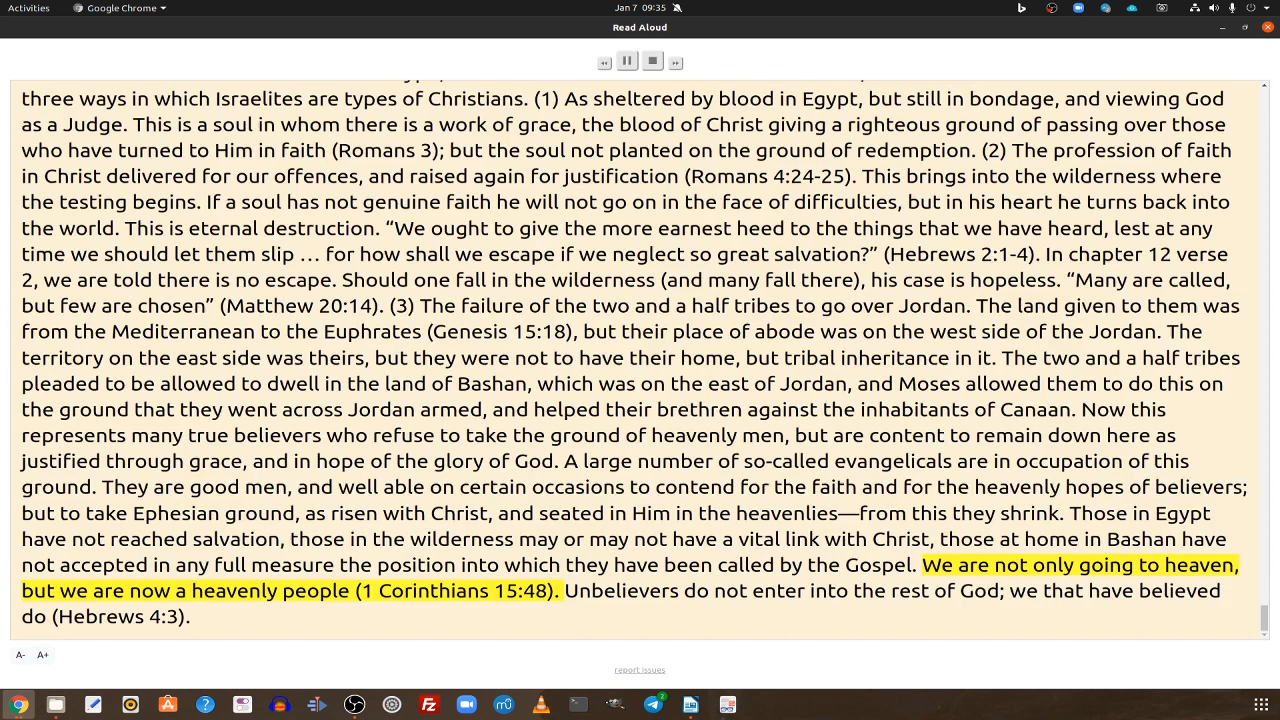 Activities
Google Chrome
Jan 7 09:35
Read Aloud
three ways in which Israelites are types of Christians. (1) As sheltered by blood in Egypt, but still in bondage, and viewing God
as a Judge. This is a soul in whom there is a work of grace, the blood of Christ giving a righteous ground of passing over those
who have turned to Him in faith (Romans 3); but the soul not planted on the ground of redemption. (2) The profession of faith
in Christ delivered for our offences, and raised again for justification (Romans 4:24-25). This brings into the wilderness where
the testing begins. If a soul has not genuine faith he will not go on in the face of difficulties, but in his heart he turns back into
the world. This is eternal destruction. “We ought to give the more earnest heed to the things that we have heard, lest at any
time we should let them slip … for how shall we escape if we neglect so great salvation?” (Hebrews 2:1-4). In chapter 12 verse
2, we are told there is no escape. Should one fall in the wilderness (and many fall there), his case is hopeless. “Many are called,
but few are chosen” (Matthew 20:14). (3) The failure of the two and a half tribes to go over Jordan. The land given to them was
from the Mediterranean to the Euphrates (Genesis 15:18), but their place of abode was on the west side of the Jordan. The
territory on the east side was theirs, but they were not to have their home, but tribal inheritance in it. The two and a half tribes
pleaded to be allowed to dwell in the land of Bashan, which was on the east of Jordan, and Moses allowed them to do this on
the ground that they went across Jordan armed, and helped their brethren against the inhabitants of Canaan. Now this
represents many true believers who refuse to take the ground of heavenly men, but are content to remain down here as
justified through grace, and in hope of the glory of God. A large number of so-called evangelicals are in occupation of this
ground. They are good men, and well able on certain occasions to contend for the faith and for the heavenly hopes of believers;
but to take Ephesian ground, as risen with Christ, and seated in Him in the heavenlies—from this they shrink. Those in Egypt
have not reached salvation, those in the wilderness may or may not have a vital link with Christ, those at home in Bashan have
not accepted in any full measure the position into which they have been called by the Gospel. We are not only going to heaven,
but we are now a heavenly people (1 Corinthians 15:48). Unbelievers do not enter into the rest of God; we that have believed
do (Hebrews 4:3).
A- A+
report issues